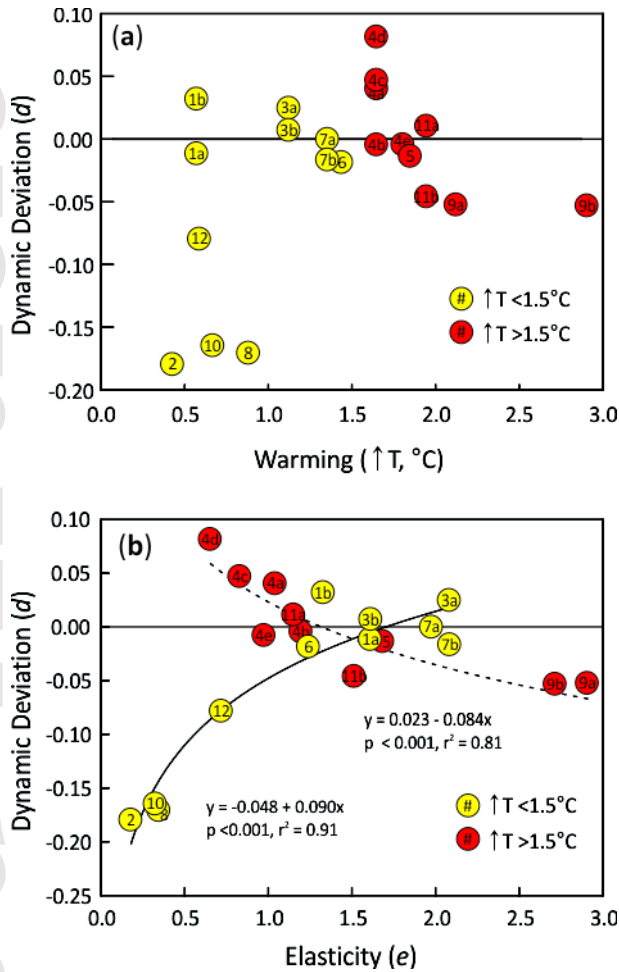 (a)
0.10
0.05
0.00
-0.05
-0.10
-0.15
-0.20
Dynamic Deviation (d)
4d
4c
4a
1b
3a
3b
11a
7a
4b
4e
1a
7b
6
5
11b
9a
9b
12
10
8
2
# ↑T <1.5°C
# ↑T >1.5°C
0.0 0.5 1.0 1.5 2.0 2.5 3.0
Warming (↑T, °C)
(b)
0.10
0.05
0.00
-0.05
-0.10
-0.15
-0.20
-0.25
Dynamic Deviation (d)
4d
4c
4a
1b
3a
11a
3b
7a
4e
4b
1a
5
6
7b
11b
9b
9a
12
10
8
2
y = 0.023 - 0.084x
p < 0.001, r² = 0.81
y = -0.048 + 0.090x
p <0.001, r² = 0.91
# ↑T <1.5°C
# ↑T >1.5°C
0.0 0.5 1.0 1.5 2.0 2.5 3.0
Elasticity (e)